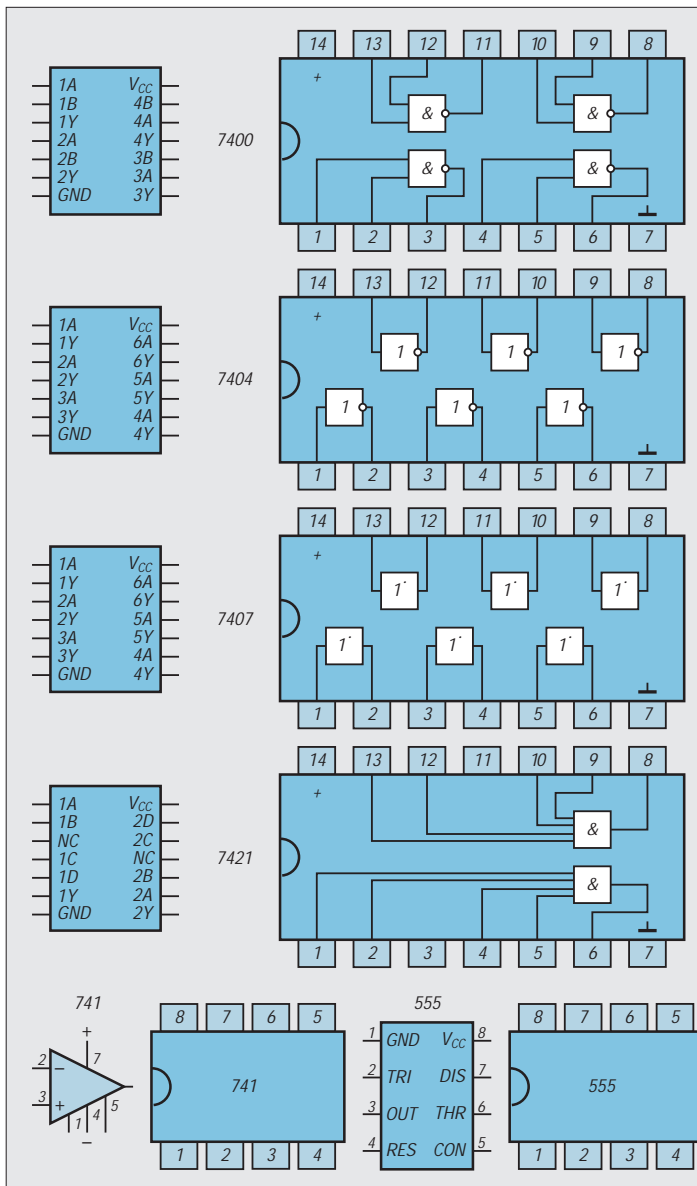 14 13 12 11 10 9 8
+
1A VCC
1B 4B
1Y 4A
2A 4Y
2B 3B
2Y 3A
GND 3Y
7400
& &
& &
1 2 3 4 5 6 7
14 13 12 11 10 9 8
+
1A VCC
1Y 6A
2A 6Y
2Y 5A
3A 5Y
3Y 4A
GND 4Y
7404
1 1 1
1 1 1
1 2 3 4 5 6 7
14 13 12 11 10 9 8
+
1A VCC
1Y 6A
2A 6Y
2Y 5A
3A 5Y
3Y 4A
GND 4Y
7407
1· 1· 1·
1· 1· 1·
1 2 3 4 5 6 7
14 13 12 11 10 9 8
+
1A VCC
1B 2D
NC 2C
1C NC
1D 2B
1Y 2A
GND 2Y
7421
&
&
1 2 3 4 5 6 7
741
+
7
2 −
3 +
1 4 5
−
8 7 6 5
741
1 2 3 4
555
1 GND VCC 8
2 TRI DIS 7
3 OUT THR 6
4 RES CON 5
8 7 6 5
555
1 2 3 4